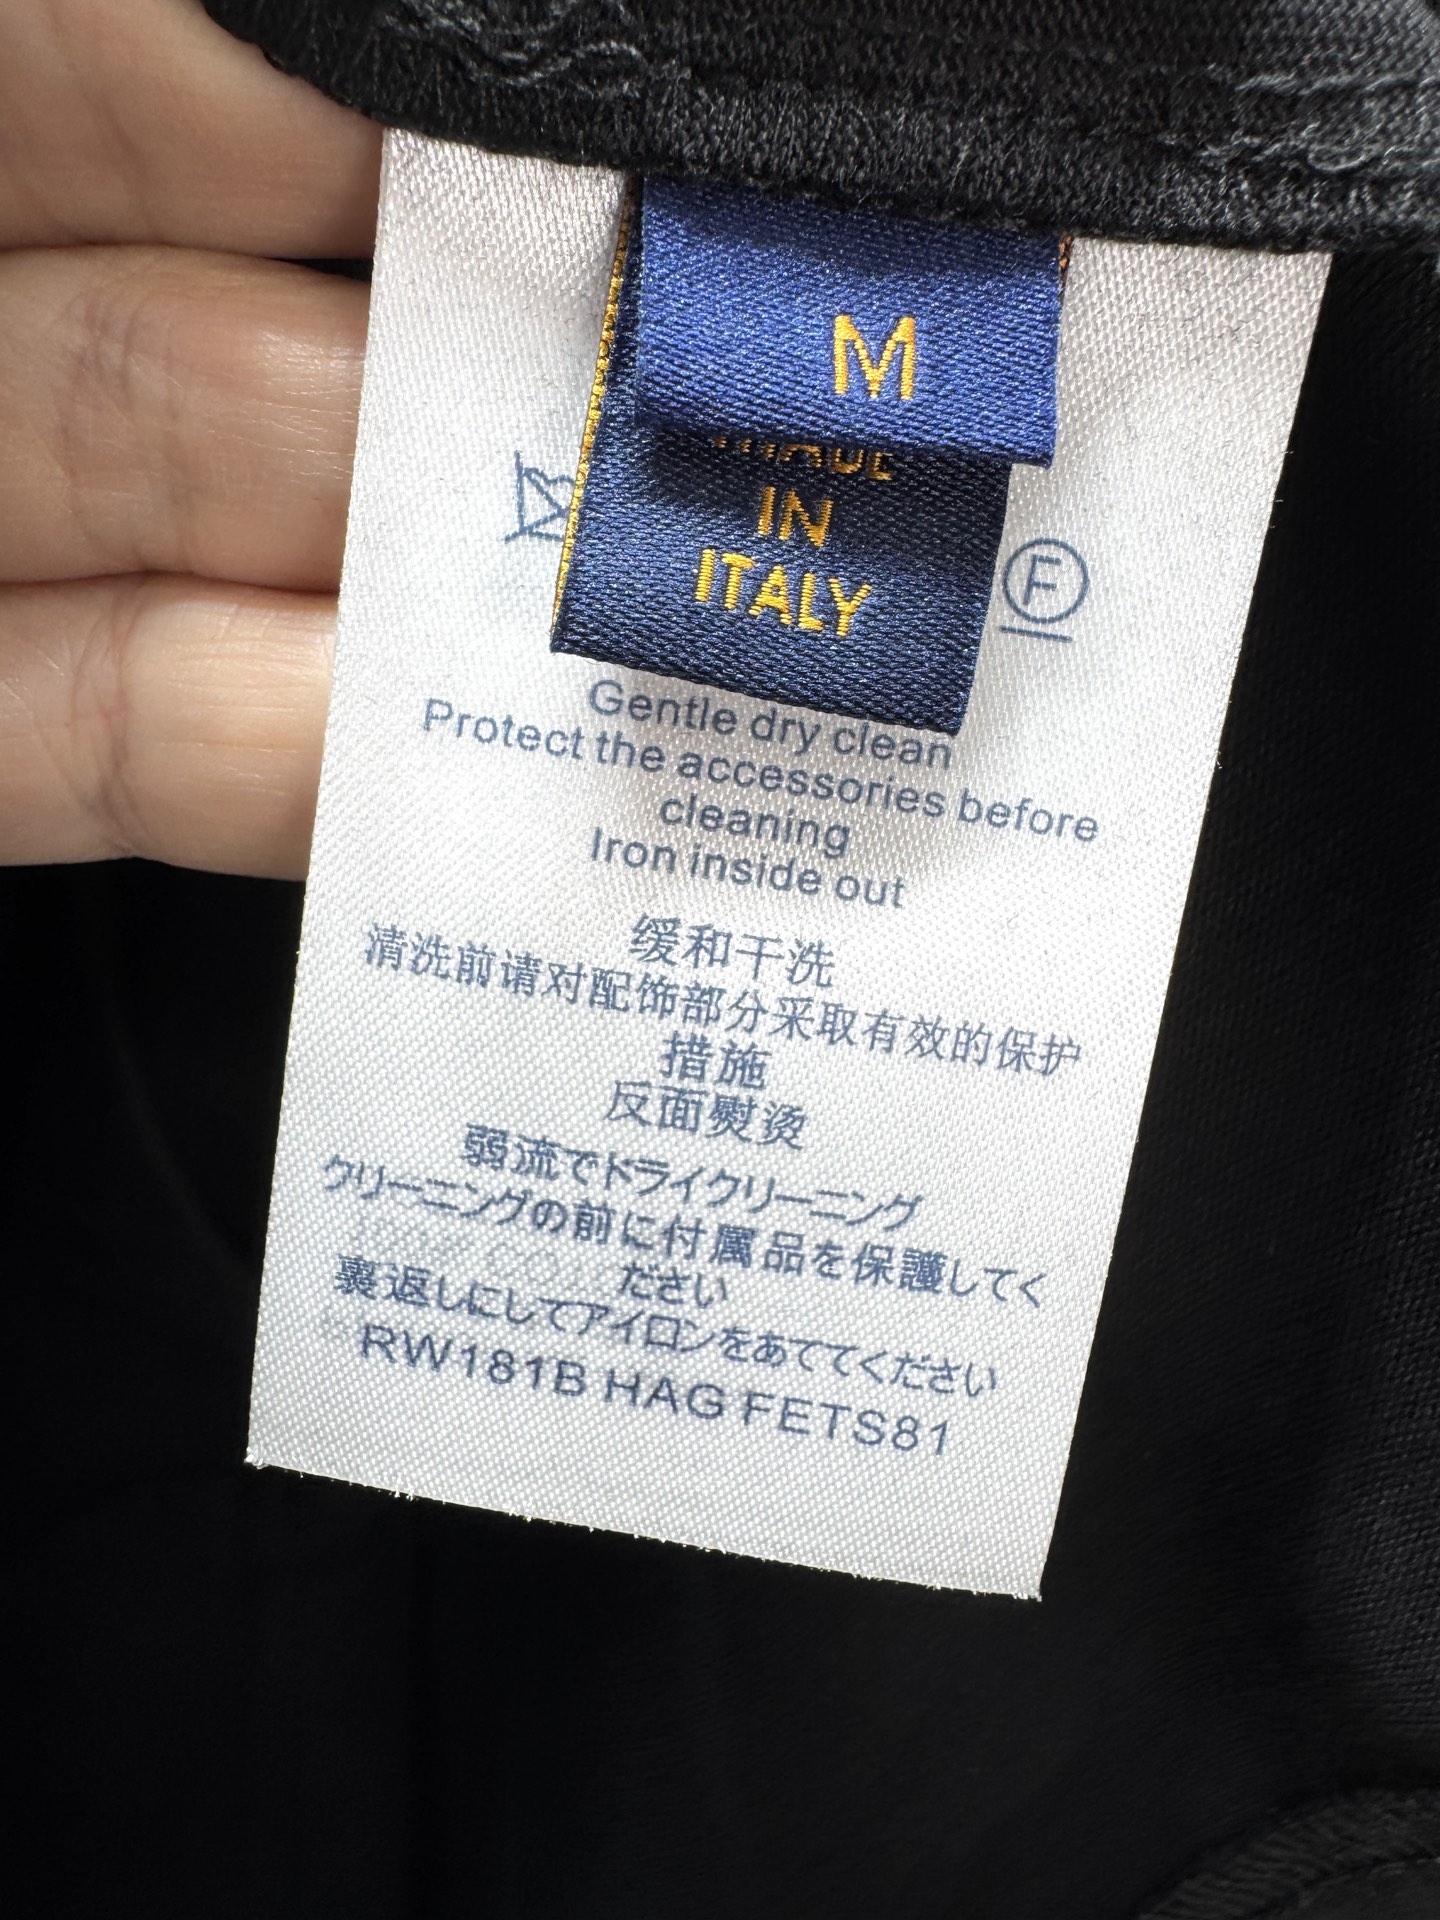 M
MADE
IN
ITALY
F
Gentle dry clean
Protect the accessories before
cleaning
Iron inside out
缓和干洗
清洗前请对配饰部分采取有效的保护
措施
反面熨烫
弱流でドライクリーニング
クリーニングの前に付属品を保護してく
ださい
裏返しにしてアイロンをあててください
RW181B HAG FETS81